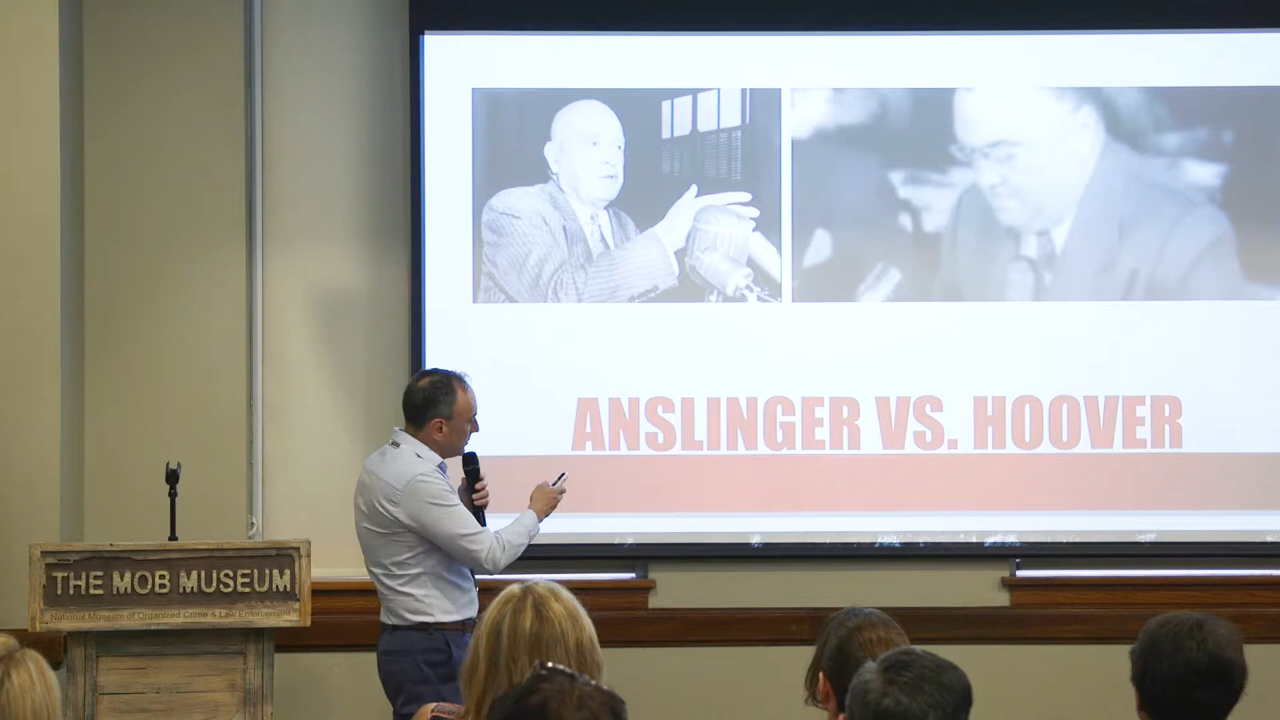 ANSLINGER VS. HOOVER
THE MOB MUSEUM
National Museum of Organized Crime & Law Enforcement